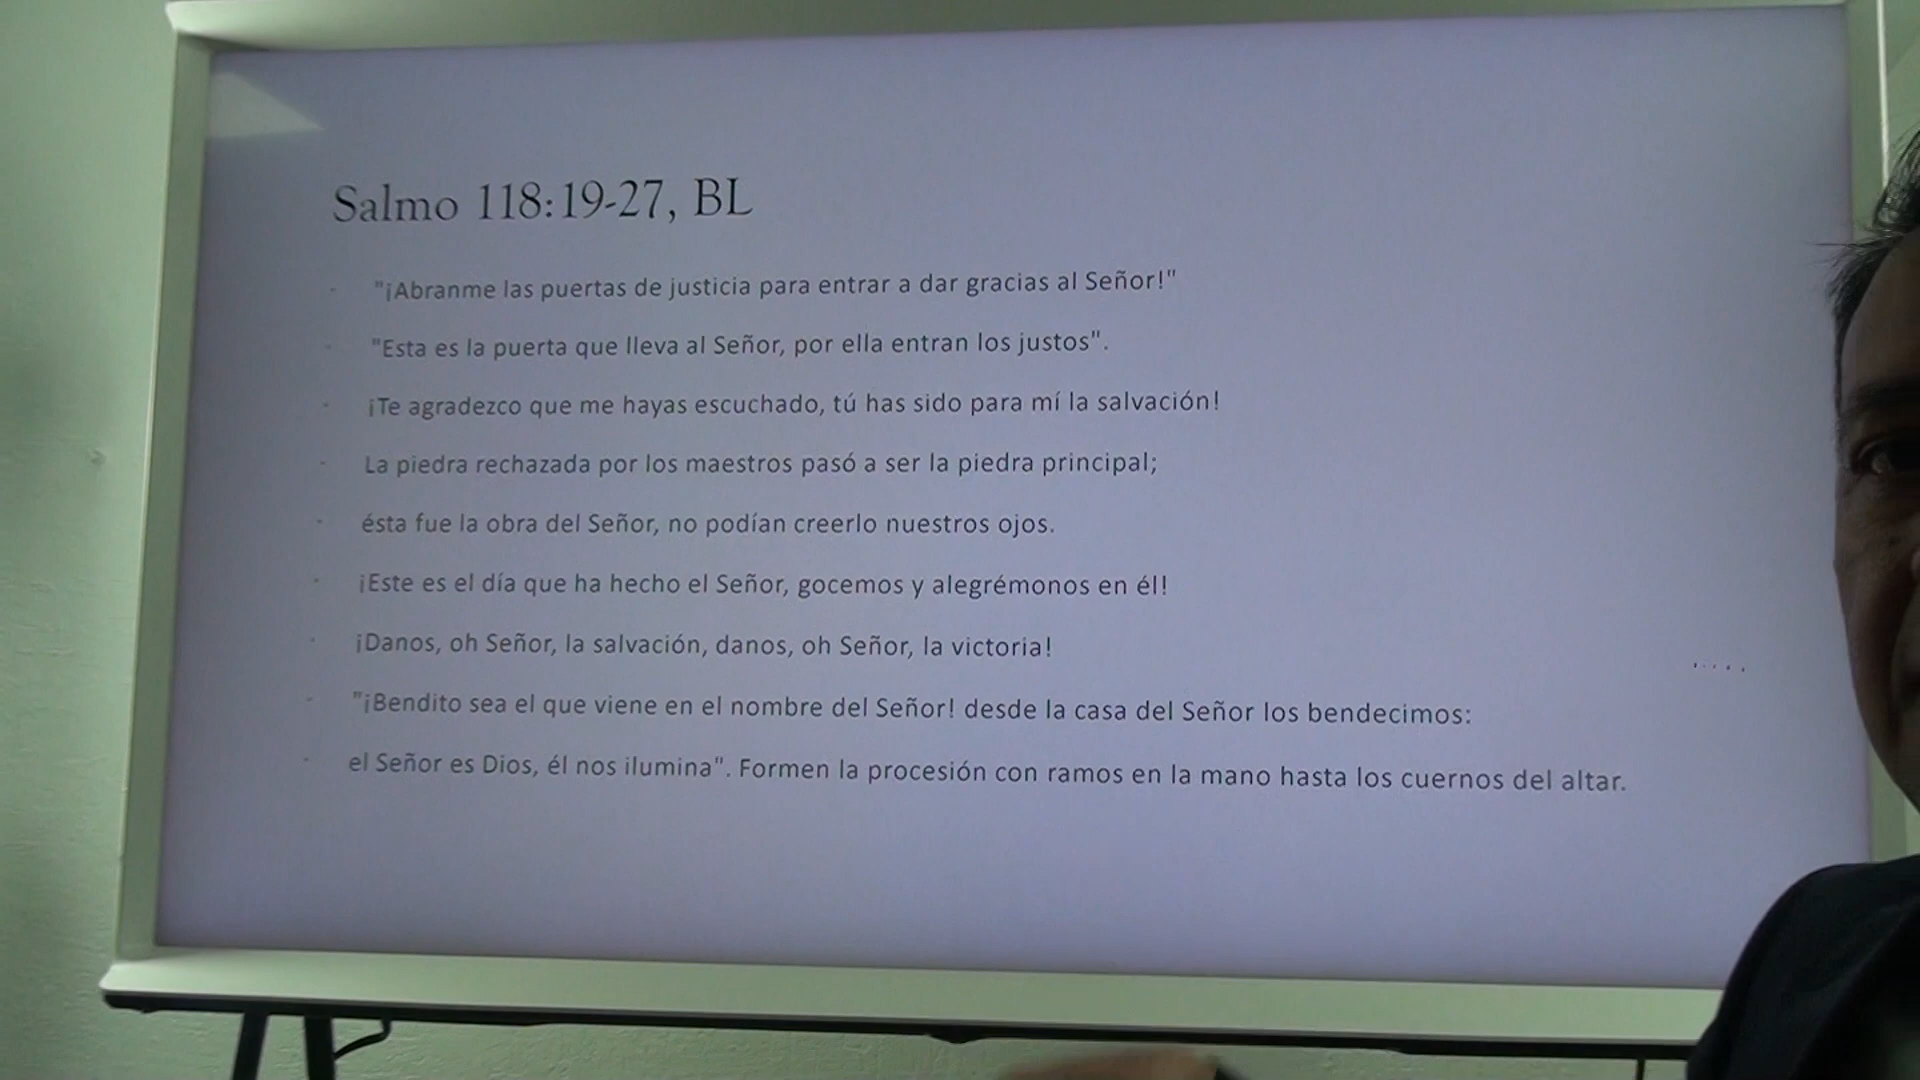 Salmo 118:19-27, BL
- "¡Abranme las puertas de justicia para entrar a dar gracias al Señor!"
- "Esta es la puerta que lleva al Señor, por ella entran los justos".
- ¡Te agradezco que me hayas escuchado, tú has sido para mí la salvación!
- La piedra rechazada por los maestros pasó a ser la piedra principal;
- ésta fue la obra del Señor, no podían creerlo nuestros ojos.
- ¡Este es el día que ha hecho el Señor, gocemos y alegrémonos en él!
- ¡Danos, oh Señor, la salvación, danos, oh Señor, la victoria!
- "¡Bendito sea el que viene en el nombre del Señor! desde la casa del Señor los bendecimos:
- el Señor es Dios, él nos ilumina". Formen la procesión con ramos en la mano hasta los cuernos del altar.